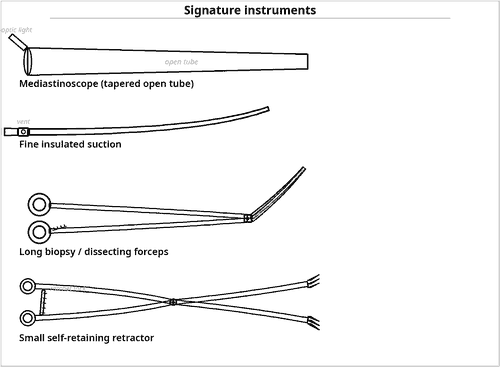 Signature instruments
optic light
open tube
Mediastinoscope (tapered open tube)
vent
Fine insulated suction
Long biopsy / dissecting forceps
Small self-retaining retractor